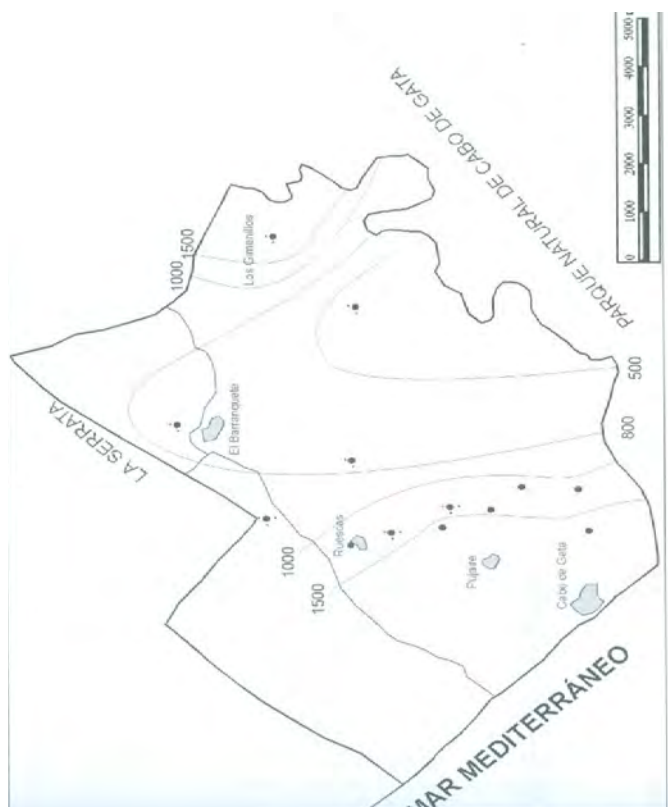 PARQUE NATURAL DE CABO DE GATA
0 1000 2000 3000 4000 5000
1000
1500
Los Gimenillos
LA SERRATA
El Barranquete
500
800
1000
1500
Ruescas
Pujaire
Cabo de Gata
MAR MEDITERRÁNEO